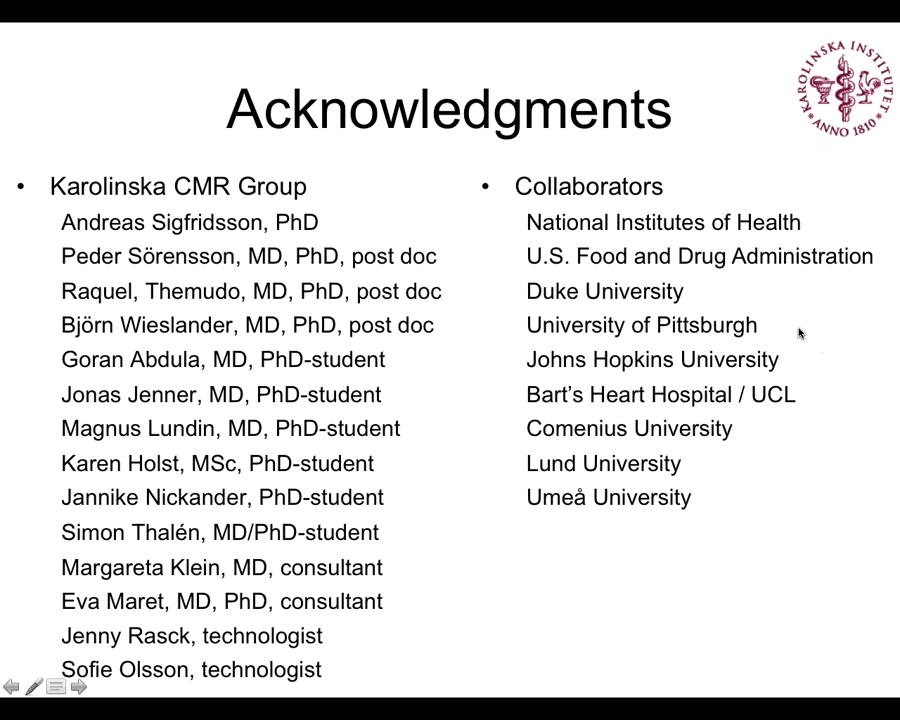 KAROLINSKA INSTITUTET
ANNO 1810
Acknowledgments
• Karolinska CMR Group
Andreas Sigfridsson, PhD
Peder Sörensson, MD, PhD, post doc
Raquel, Themudo, MD, PhD, post doc
Björn Wieslander, MD, PhD, post doc
Goran Abdula, MD, PhD-student
Jonas Jenner, MD, PhD-student
Magnus Lundin, MD, PhD-student
Karen Holst, MSc, PhD-student
Jannike Nickander, PhD-student
Simon Thalén, MD/PhD-student
Margareta Klein, MD, consultant
Eva Maret, MD, PhD, consultant
Jenny Rasck, technologist
Sofie Olsson, technologist
• Collaborators
National Institutes of Health
U.S. Food and Drug Administration
Duke University
University of Pittsburgh
Johns Hopkins University
Bart’s Heart Hospital / UCL
Comenius University
Lund University
Umeå University